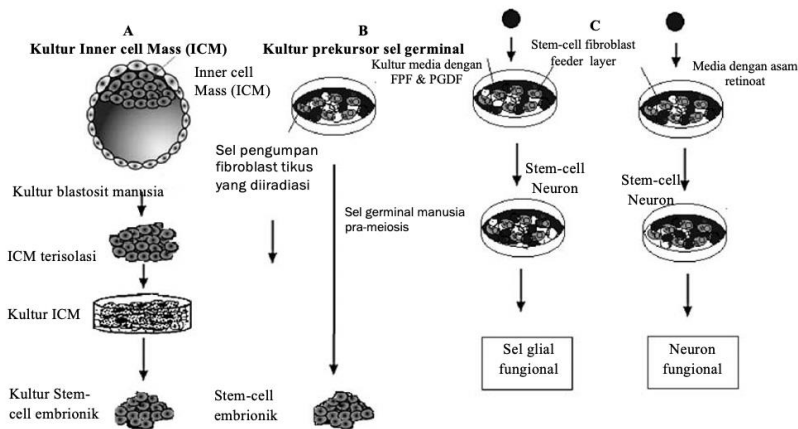 A
Kultur Inner cell Mass (ICM)
Inner cell
Mass (ICM)
Kultur blastosit manusia
ICM terisolasi
Kultur ICM
Kultur Stem-
cell embrionik
B
Kultur prekursor sel germinal
Sel pengumpan
fibroblast tikus
yang diiradiasi
Sel germinal manusia
pra-meiosis
Stem-cell
embrionik
C
Kultur media dengan
FPF & PGDF
Stem-cell fibroblast
feeder layer
Media dengan asam
retinoat
Stem-cell
Neuron
Stem-cell
Neuron
Sel glial
fungional
Neuron
fungional